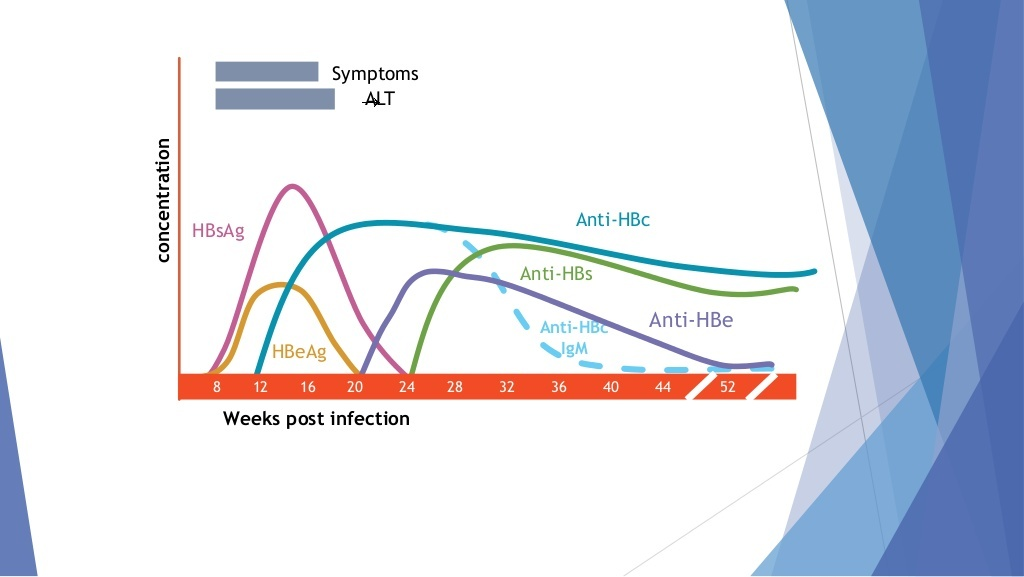 Symptoms
ALT
concentration
HBsAg
Anti-HBc
Anti-HBs
Anti-HBe
Anti-HBc
IgM
HBeAg
8 12 16 20 24 28 32 36 40 44 52
Weeks post infection